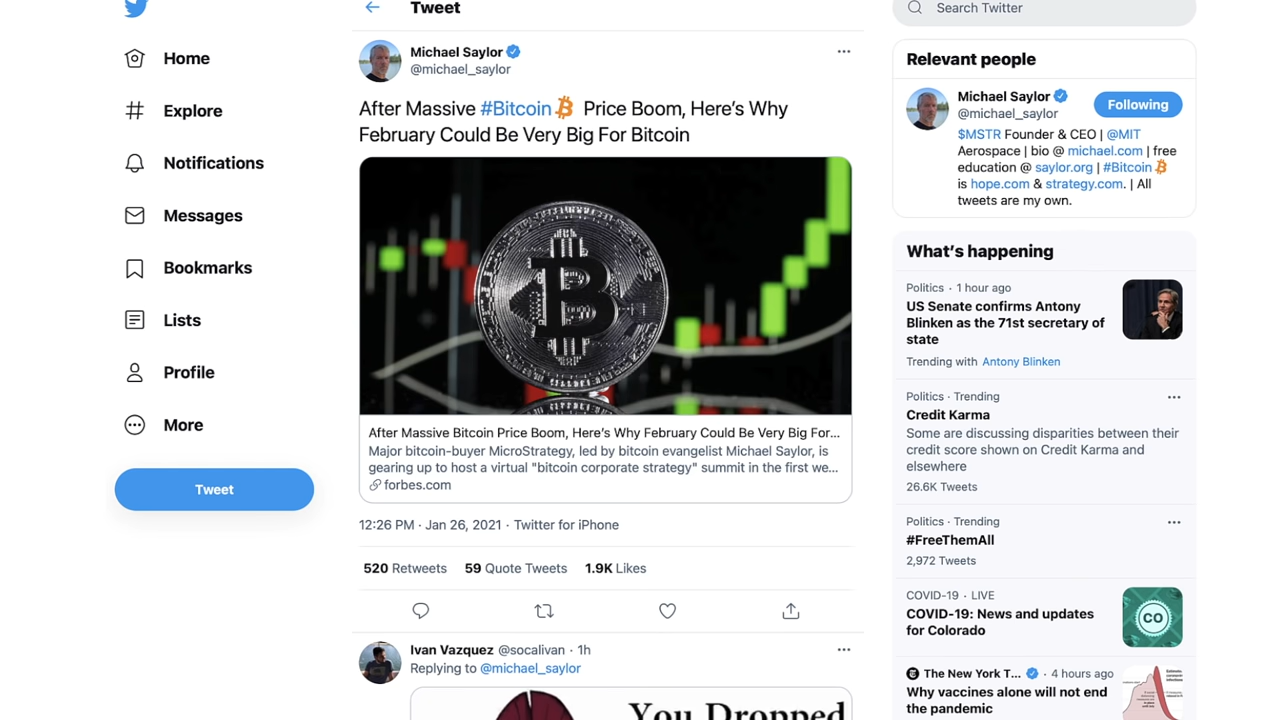 Home
Explore
Notifications
Messages
Bookmarks
Lists
Profile
More
Tweet
Tweet
Michael Saylor
@michael_saylor
After Massive #Bitcoin Price Boom, Here's Why
February Could Be Very Big For Bitcoin
After Massive Bitcoin Price Boom, Here's Why February Could Be Very Big For...
Major bitcoin-buyer MicroStrategy, led by bitcoin evangelist Michael Saylor, is
gearing up to host a virtual "bitcoin corporate strategy" summit in the first we...
forbes.com
12:26 PM · Jan 26, 2021 · Twitter for iPhone
520 Retweets 59 Quote Tweets 1.9K Likes
Ivan Vazquez @socalivan · 1h
Replying to @michael_saylor
You Dropped
Search Twitter
Relevant people
Michael Saylor
@michael_saylor
Following
$MSTR Founder & CEO | @MIT
Aerospace | bio @ michael.com | free
education @ saylor.org | #Bitcoin
is hope.com & strategy.com. | All
tweets are my own.
What's happening
Politics · 1 hour ago
US Senate confirms Antony
Blinken as the 71st secretary of
state
Trending with Antony Blinken
Politics · Trending
Credit Karma
Some are discussing disparities between their
credit score shown on Credit Karma and
elsewhere
26.6K Tweets
Politics · Trending
#FreeThemAll
2,972 Tweets
COVID-19 · LIVE
COVID-19: News and updates
for Colorado
CO
The New York T... · 4 hours ago
Why vaccines alone will not end
the pandemic